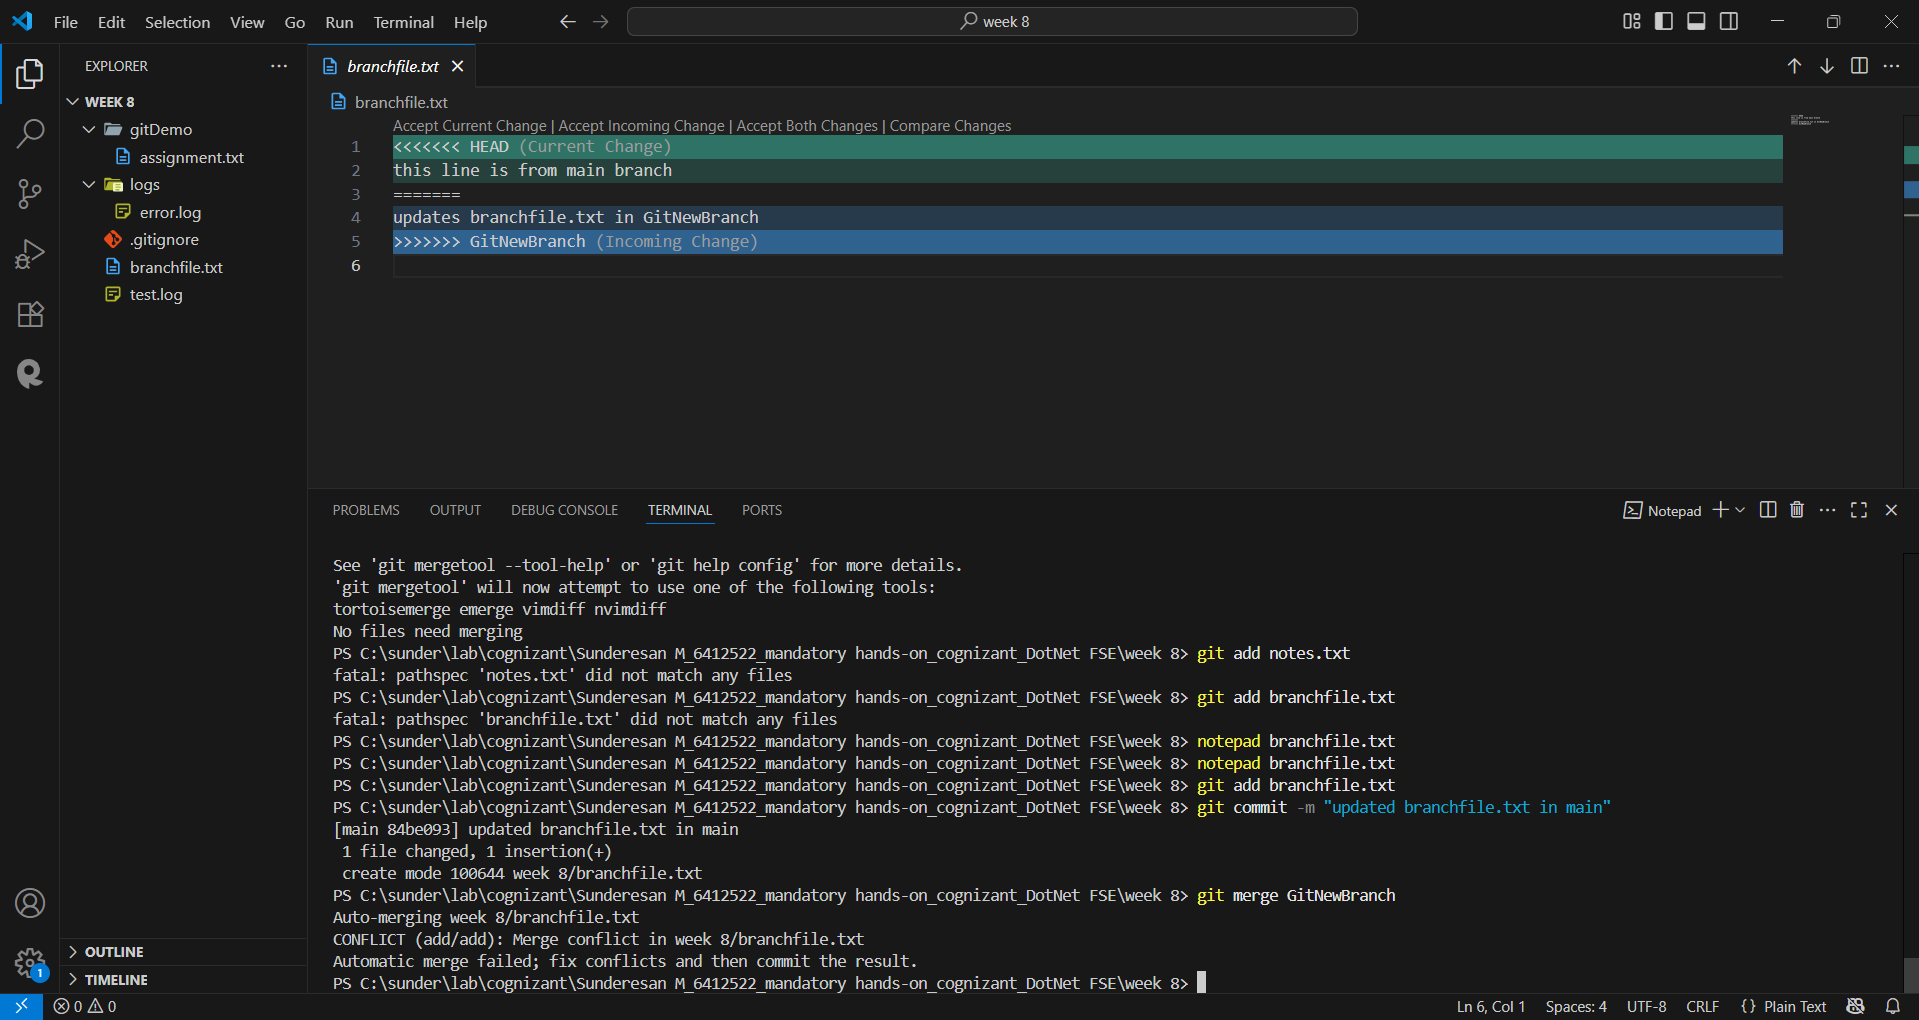 File Edit Selection View Go Run Terminal Help
week 8
EXPLORER
WEEK 8
gitDemo
assignment.txt
logs
error.log
.gitignore
branchfile.txt
test.log
OUTLINE
TIMELINE
1
branchfile.txt
branchfile.txt
Accept Current Change | Accept Incoming Change | Accept Both Changes | Compare Changes
1 <<<<<<< HEAD (Current Change)
2 this line is from main branch
3 =======
4 updates branchfile.txt in GitNewBranch
5 >>>>>>> GitNewBranch (Incoming Change)
6
PROBLEMS OUTPUT DEBUG CONSOLE TERMINAL PORTS
Notepad
See 'git mergetool --tool-help' or 'git help config' for more details.
'git mergetool' will now attempt to use one of the following tools:
tortoisemerge emerge vimdiff nvimdiff
No files need merging
PS C:\sunder\lab\cognizant\Sunderesan M_6412522_mandatory hands-on_cognizant_DotNet FSE\week 8> git add notes.txt
fatal: pathspec 'notes.txt' did not match any files
PS C:\sunder\lab\cognizant\Sunderesan M_6412522_mandatory hands-on_cognizant_DotNet FSE\week 8> git add branchfile.txt
fatal: pathspec 'branchfile.txt' did not match any files
PS C:\sunder\lab\cognizant\Sunderesan M_6412522_mandatory hands-on_cognizant_DotNet FSE\week 8> notepad branchfile.txt
PS C:\sunder\lab\cognizant\Sunderesan M_6412522_mandatory hands-on_cognizant_DotNet FSE\week 8> notepad branchfile.txt
PS C:\sunder\lab\cognizant\Sunderesan M_6412522_mandatory hands-on_cognizant_DotNet FSE\week 8> git add branchfile.txt
PS C:\sunder\lab\cognizant\Sunderesan M_6412522_mandatory hands-on_cognizant_DotNet FSE\week 8> git commit -m "updated branchfile.txt in main"
[main 84be093] updated branchfile.txt in main
1 file changed, 1 insertion(+)
create mode 100644 week 8/branchfile.txt
PS C:\sunder\lab\cognizant\Sunderesan M_6412522_mandatory hands-on_cognizant_DotNet FSE\week 8> git merge GitNewBranch
Auto-merging week 8/branchfile.txt
CONFLICT (add/add): Merge conflict in week 8/branchfile.txt
Automatic merge failed; fix conflicts and then commit the result.
PS C:\sunder\lab\cognizant\Sunderesan M_6412522_mandatory hands-on_cognizant_DotNet FSE\week 8>
0 0
Ln 6, Col 1 Spaces: 4 UTF-8 CRLF {} Plain Text